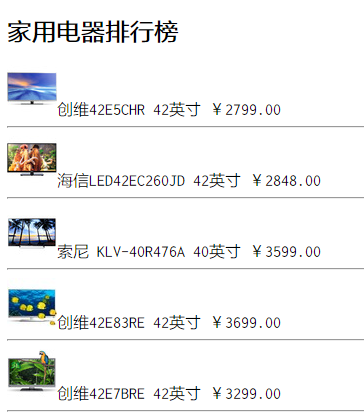 家用电器排行榜
创维42E5CHR 42英寸 ￥2799.00
海信LED42EC260JD 42英寸 ￥2848.00
索尼 KLV-40R476A 40英寸 ￥3599.00
创维42E83RE 42英寸 ￥3699.00
创维42E7BRE 42英寸 ￥3299.00